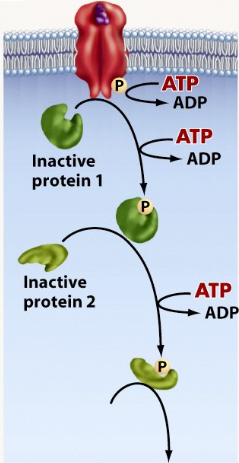 P
ATP
ADP
ATP
ADP
Inactive
protein 1
P
Inactive
protein 2
ATP
ADP
P